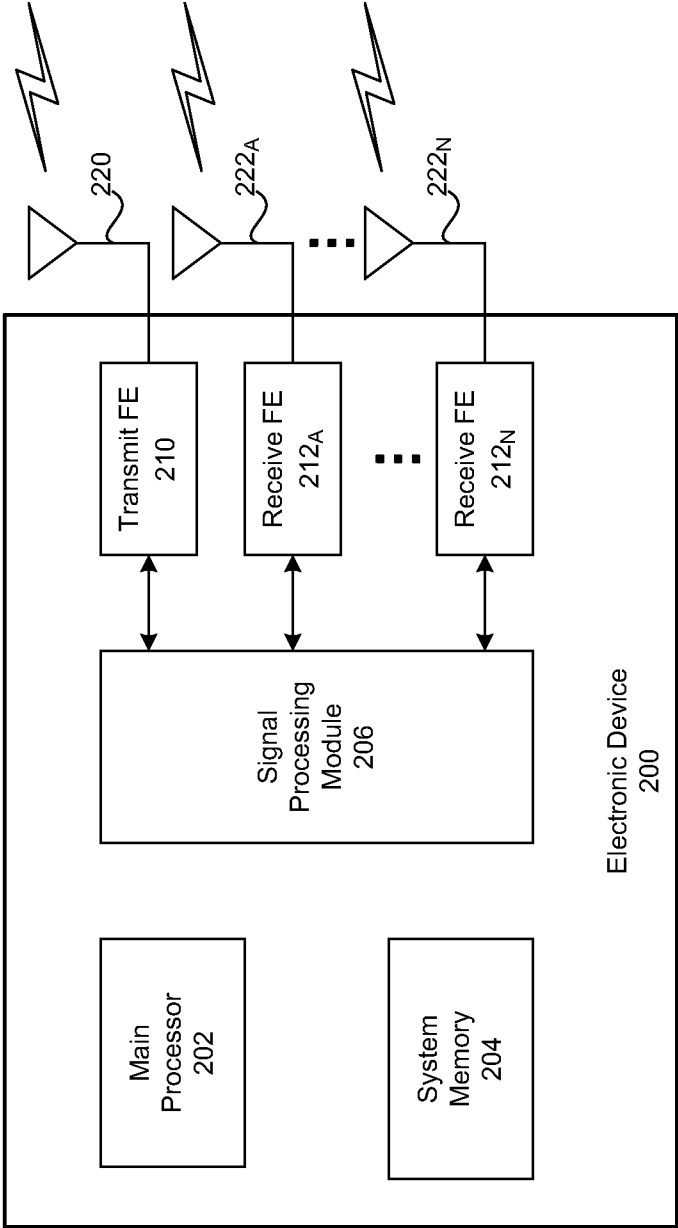 Main
Processor
202
System
Memory
204
Signal
Processing
Module
206
Transmit FE
210
Receive FE
212A
Receive FE
212N
220
222A
222N
Electronic Device
200